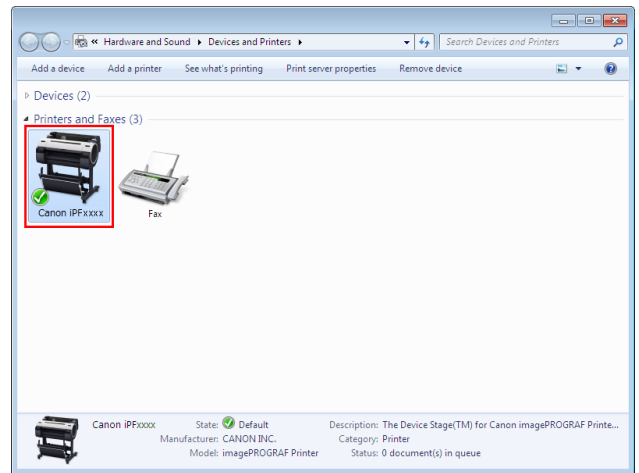 « Hardware and Sound ▸ Devices and Printers ▸ Search Devices and Printers
Add a device Add a printer See what's printing Print server properties Remove device
Devices (2)
Printers and Faxes (3)
Canon iPFxxxx Fax
Canon iPFxxxx State: Default Description: The Device Stage(TM) for Canon imagePROGRAF Printe...
Manufacturer: CANON INC. Category: Printer
Model: imagePROGRAF Printer Status: 0 document(s) in queue